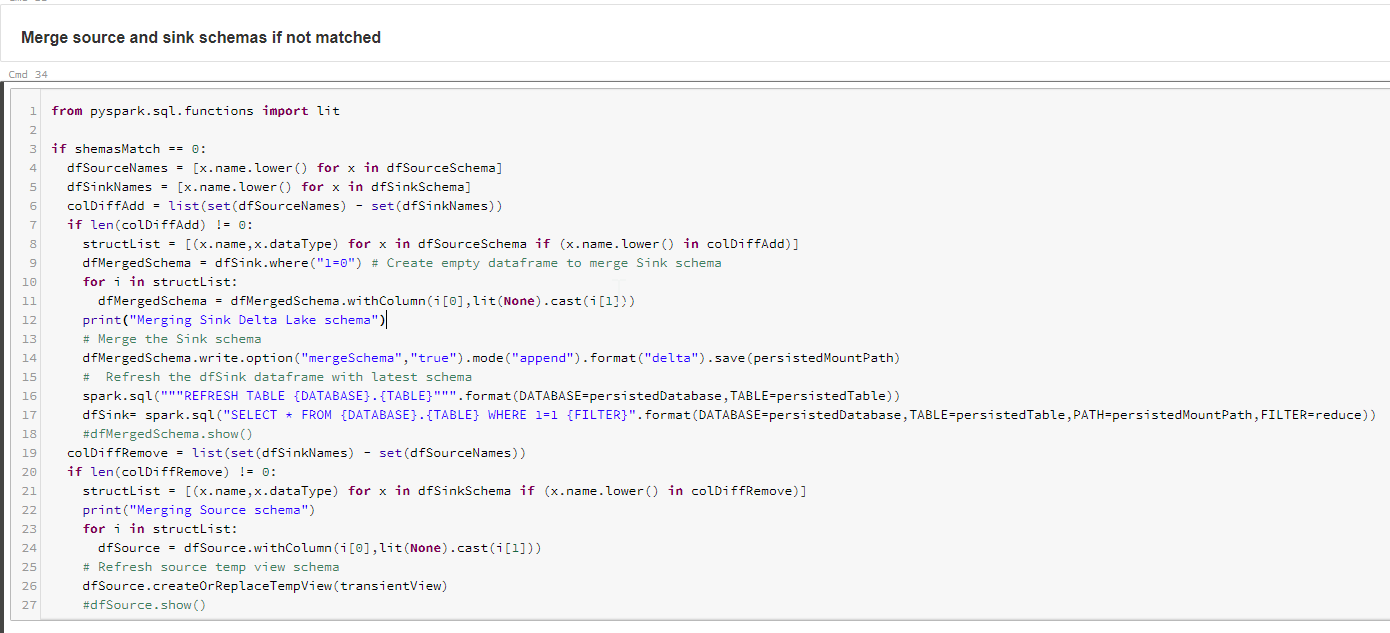 Merge source and sink schemas if not matched
Cmd 34
1 from pyspark.sql.functions import lit
2
3 if shemasMatch == 0:
4   dfSourceNames = [x.name.lower() for x in dfSourceSchema]
5   dfSinkNames = [x.name.lower() for x in dfSinkSchema]
6   colDiffAdd = list(set(dfSourceNames) - set(dfSinkNames))
7   if len(colDiffAdd) != 0:
8     structList = [(x.name,x.dataType) for x in dfSourceSchema if (x.name.lower() in colDiffAdd)]
9     dfMergedSchema = dfSink.where("1=0") # Create empty dataframe to merge Sink schema
10     for i in structList:
11       dfMergedSchema = dfMergedSchema.withColumn(i[0],lit(None).cast(i[1]))
12     print("Merging Sink Delta Lake schema")
13     # Merge the Sink schema
14     dfMergedSchema.write.option("mergeSchema","true").mode("append").format("delta").save(persistedMountPath)
15     #  Refresh the dfSink dataframe with latest schema
16     spark.sql("""REFRESH TABLE {DATABASE}.{TABLE}""".format(DATABASE=persistedDatabase,TABLE=persistedTable))
17     dfSink= spark.sql("SELECT * FROM {DATABASE}.{TABLE} WHERE 1=1 {FILTER}".format(DATABASE=persistedDatabase,TABLE=persistedTable,PATH=persistedMountPath,FILTER=reduce))
18     #dfMergedSchema.show()
19   colDiffRemove = list(set(dfSinkNames) - set(dfSourceNames))
20   if len(colDiffRemove) != 0:
21     structList = [(x.name,x.dataType) for x in dfSinkSchema if (x.name.lower() in colDiffRemove)]
22     print("Merging Source schema")
23     for i in structList:
24       dfSource = dfSource.withColumn(i[0],lit(None).cast(i[1]))
25     # Refresh source temp view schema
26     dfSource.createOrReplaceTempView(transientView)
27     #dfSource.show()